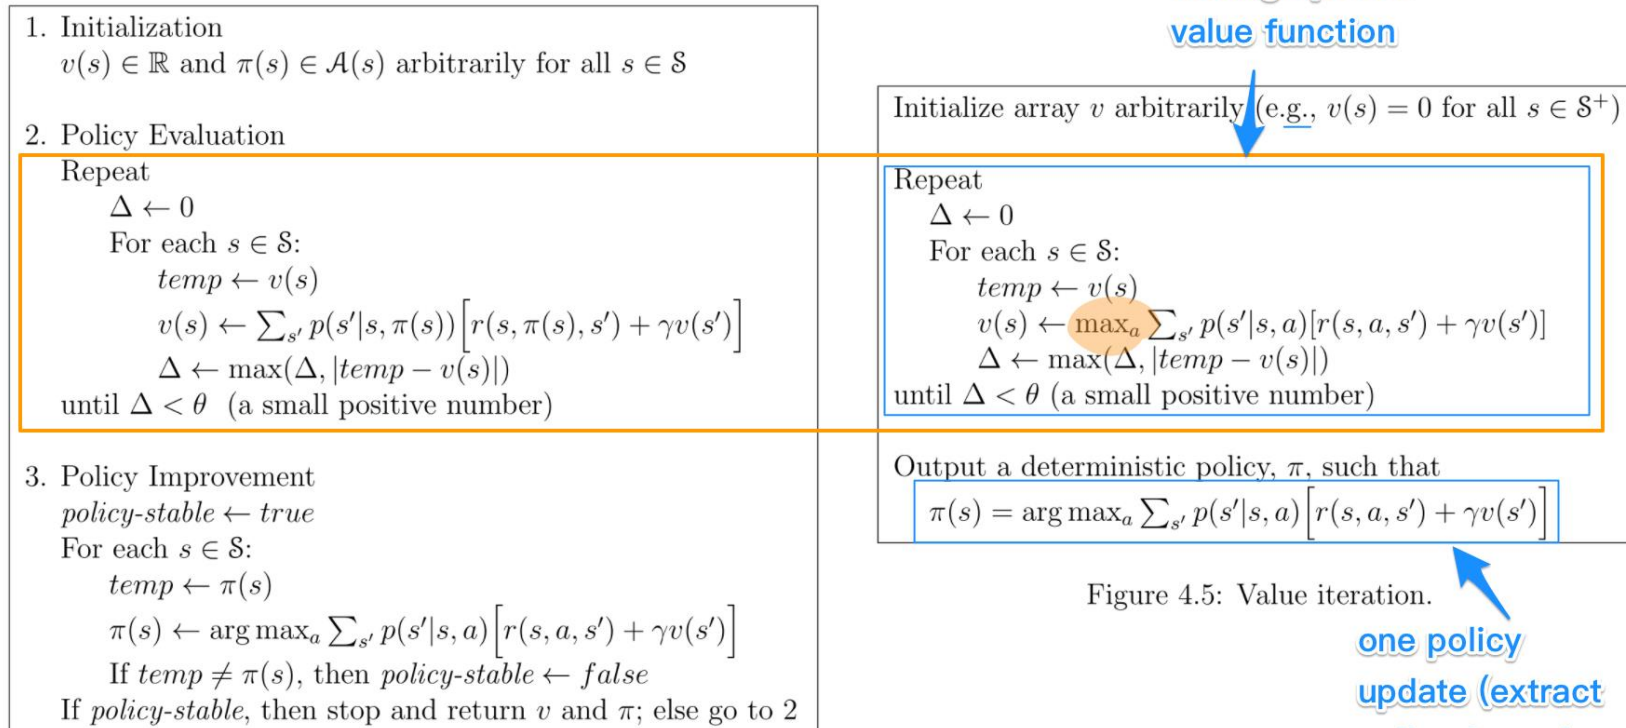 1. Initialization
v(s) ∈ ℝ and π(s) ∈ 𝒜(s) arbitrarily for all s ∈ 𝒮
2. Policy Evaluation
Repeat
Δ ← 0
For each s ∈ 𝒮:
temp ← v(s)
v(s) ← ∑_{s'} p(s'|s, π(s)) [r(s, π(s), s') + γv(s')]
Δ ← max(Δ, |temp − v(s)|)
until Δ < θ (a small positive number)
3. Policy Improvement
policy-stable ← true
For each s ∈ 𝒮:
temp ← π(s)
π(s) ← arg max_a ∑_{s'} p(s'|s, a) [r(s, a, s') + γv(s')]
If temp ≠ π(s), then policy-stable ← false
If policy-stable, then stop and return v and π; else go to 2
value function
Initialize array v arbitrarily (e.g., v(s) = 0 for all s ∈ 𝒮⁺)
Repeat
Δ ← 0
For each s ∈ 𝒮:
temp ← v(s)
v(s) ← max_a ∑_{s'} p(s'|s, a)[r(s, a, s') + γv(s')]
Δ ← max(Δ, |temp − v(s)|)
until Δ < θ (a small positive number)
Output a deterministic policy, π, such that
π(s) = arg max_a ∑_{s'} p(s'|s, a) [r(s, a, s') + γv(s')]
Figure 4.5: Value iteration.
one policy
update (extract